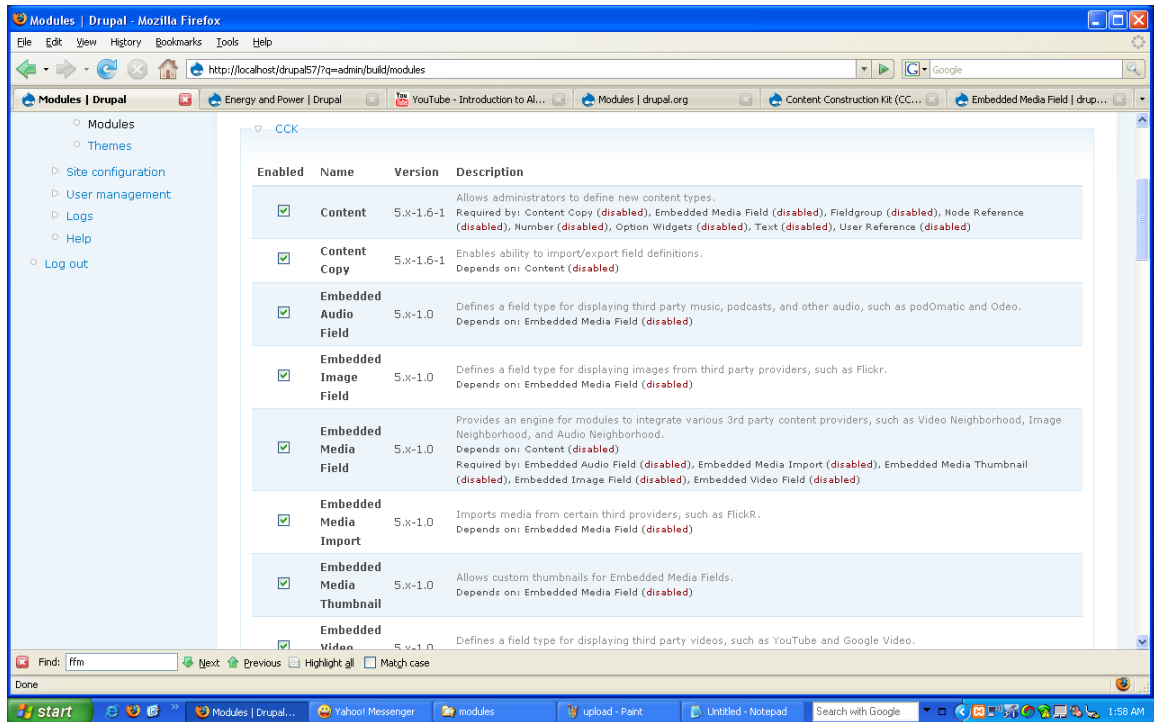 Modules | Drupal - Mozilla Firefox
File Edit View History Bookmarks Tools Help
http://localhost/drupal57/?q=admin/build/modules
G Google
Modules | Drupal
Energy and Power | Drupal
You Tube YouTube - Introduction to Al...
Modules | drupal.org
Content Construction Kit (CC...
Embedded Media Field | drup...
Modules
Themes
Site configuration
User management
Logs
Help
Log out
CCK
Enabled Name Version Description
Content 5.x-1.6-1
Allows administrators to define new content types.
Required by: Content Copy (disabled), Embedded Media Field (disabled), Fieldgroup (disabled), Node Reference
(disabled), Number (disabled), Option Widgets (disabled), Text (disabled), User Reference (disabled)
Content
Copy
5.x-1.6-1
Enables ability to import/export field definitions.
Depends on: Content (disabled)
Embedded
Audio
Field
5.x-1.0
Defines a field type for displaying third party music, podcasts, and other audio, such as podOmatic and Odeo.
Depends on: Embedded Media Field (disabled)
Embedded
Image
Field
5.x-1.0
Defines a field type for displaying images from third party providers, such as Flickr.
Depends on: Embedded Media Field (disabled)
Embedded
Media
Field
5.x-1.0
Provides an engine for modules to integrate various 3rd party content providers, such as Video Neighborhood, Image
Neighborhood, and Audio Neighborhood.
Depends on: Content (disabled)
Required by: Embedded Audio Field (disabled), Embedded Media Import (disabled), Embedded Media Thumbnail
(disabled), Embedded Image Field (disabled), Embedded Video Field (disabled)
Embedded
Media
Import
5.x-1.0
Imports media from certain third providers, such as FlickR.
Depends on: Embedded Media Field (disabled)
Embedded
Media
Thumbnail
5.x-1.0
Allows custom thumbnails for Embedded Media Fields.
Depends on: Embedded Media Field (disabled)
Embedded
Video
5.x-1.0
Defines a field type for displaying third party videos, such as YouTube and Google Video.
Find: ffm Next Previous Highlight all Match case
Done
start
Modules | Drupal...
Yahoo! Messenger
modules
upload - Paint
Untitled - Notepad
Search with Google
1:58 AM